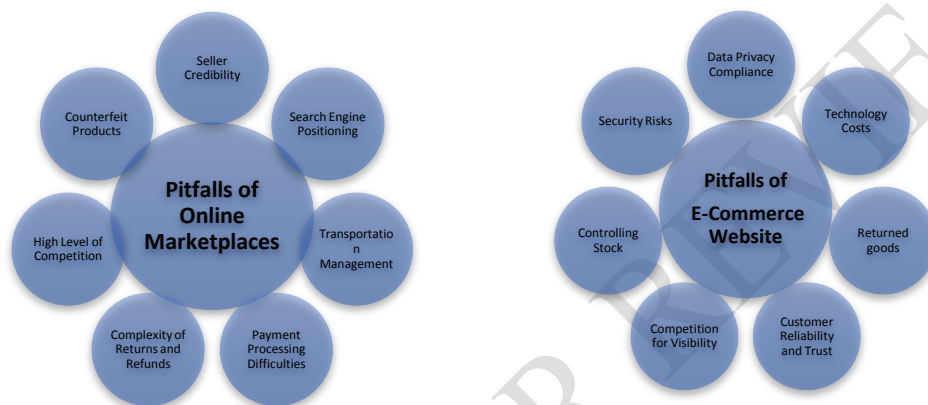 Seller
Credibility
Search Engine
Positioning
Transportatio
n
Management
Payment
Processing
Difficulties
Complexity of
Returns and
Refunds
High Level of
Competition
Counterfeit
Products
Pitfalls of
Online
Marketplaces
Data Privacy
Compliance
Technology
Costs
Returned
goods
Customer
Reliability
and Trust
Competition
for Visibility
Controlling
Stock
Security Risks
Pitfalls of
E-Commerce
Website